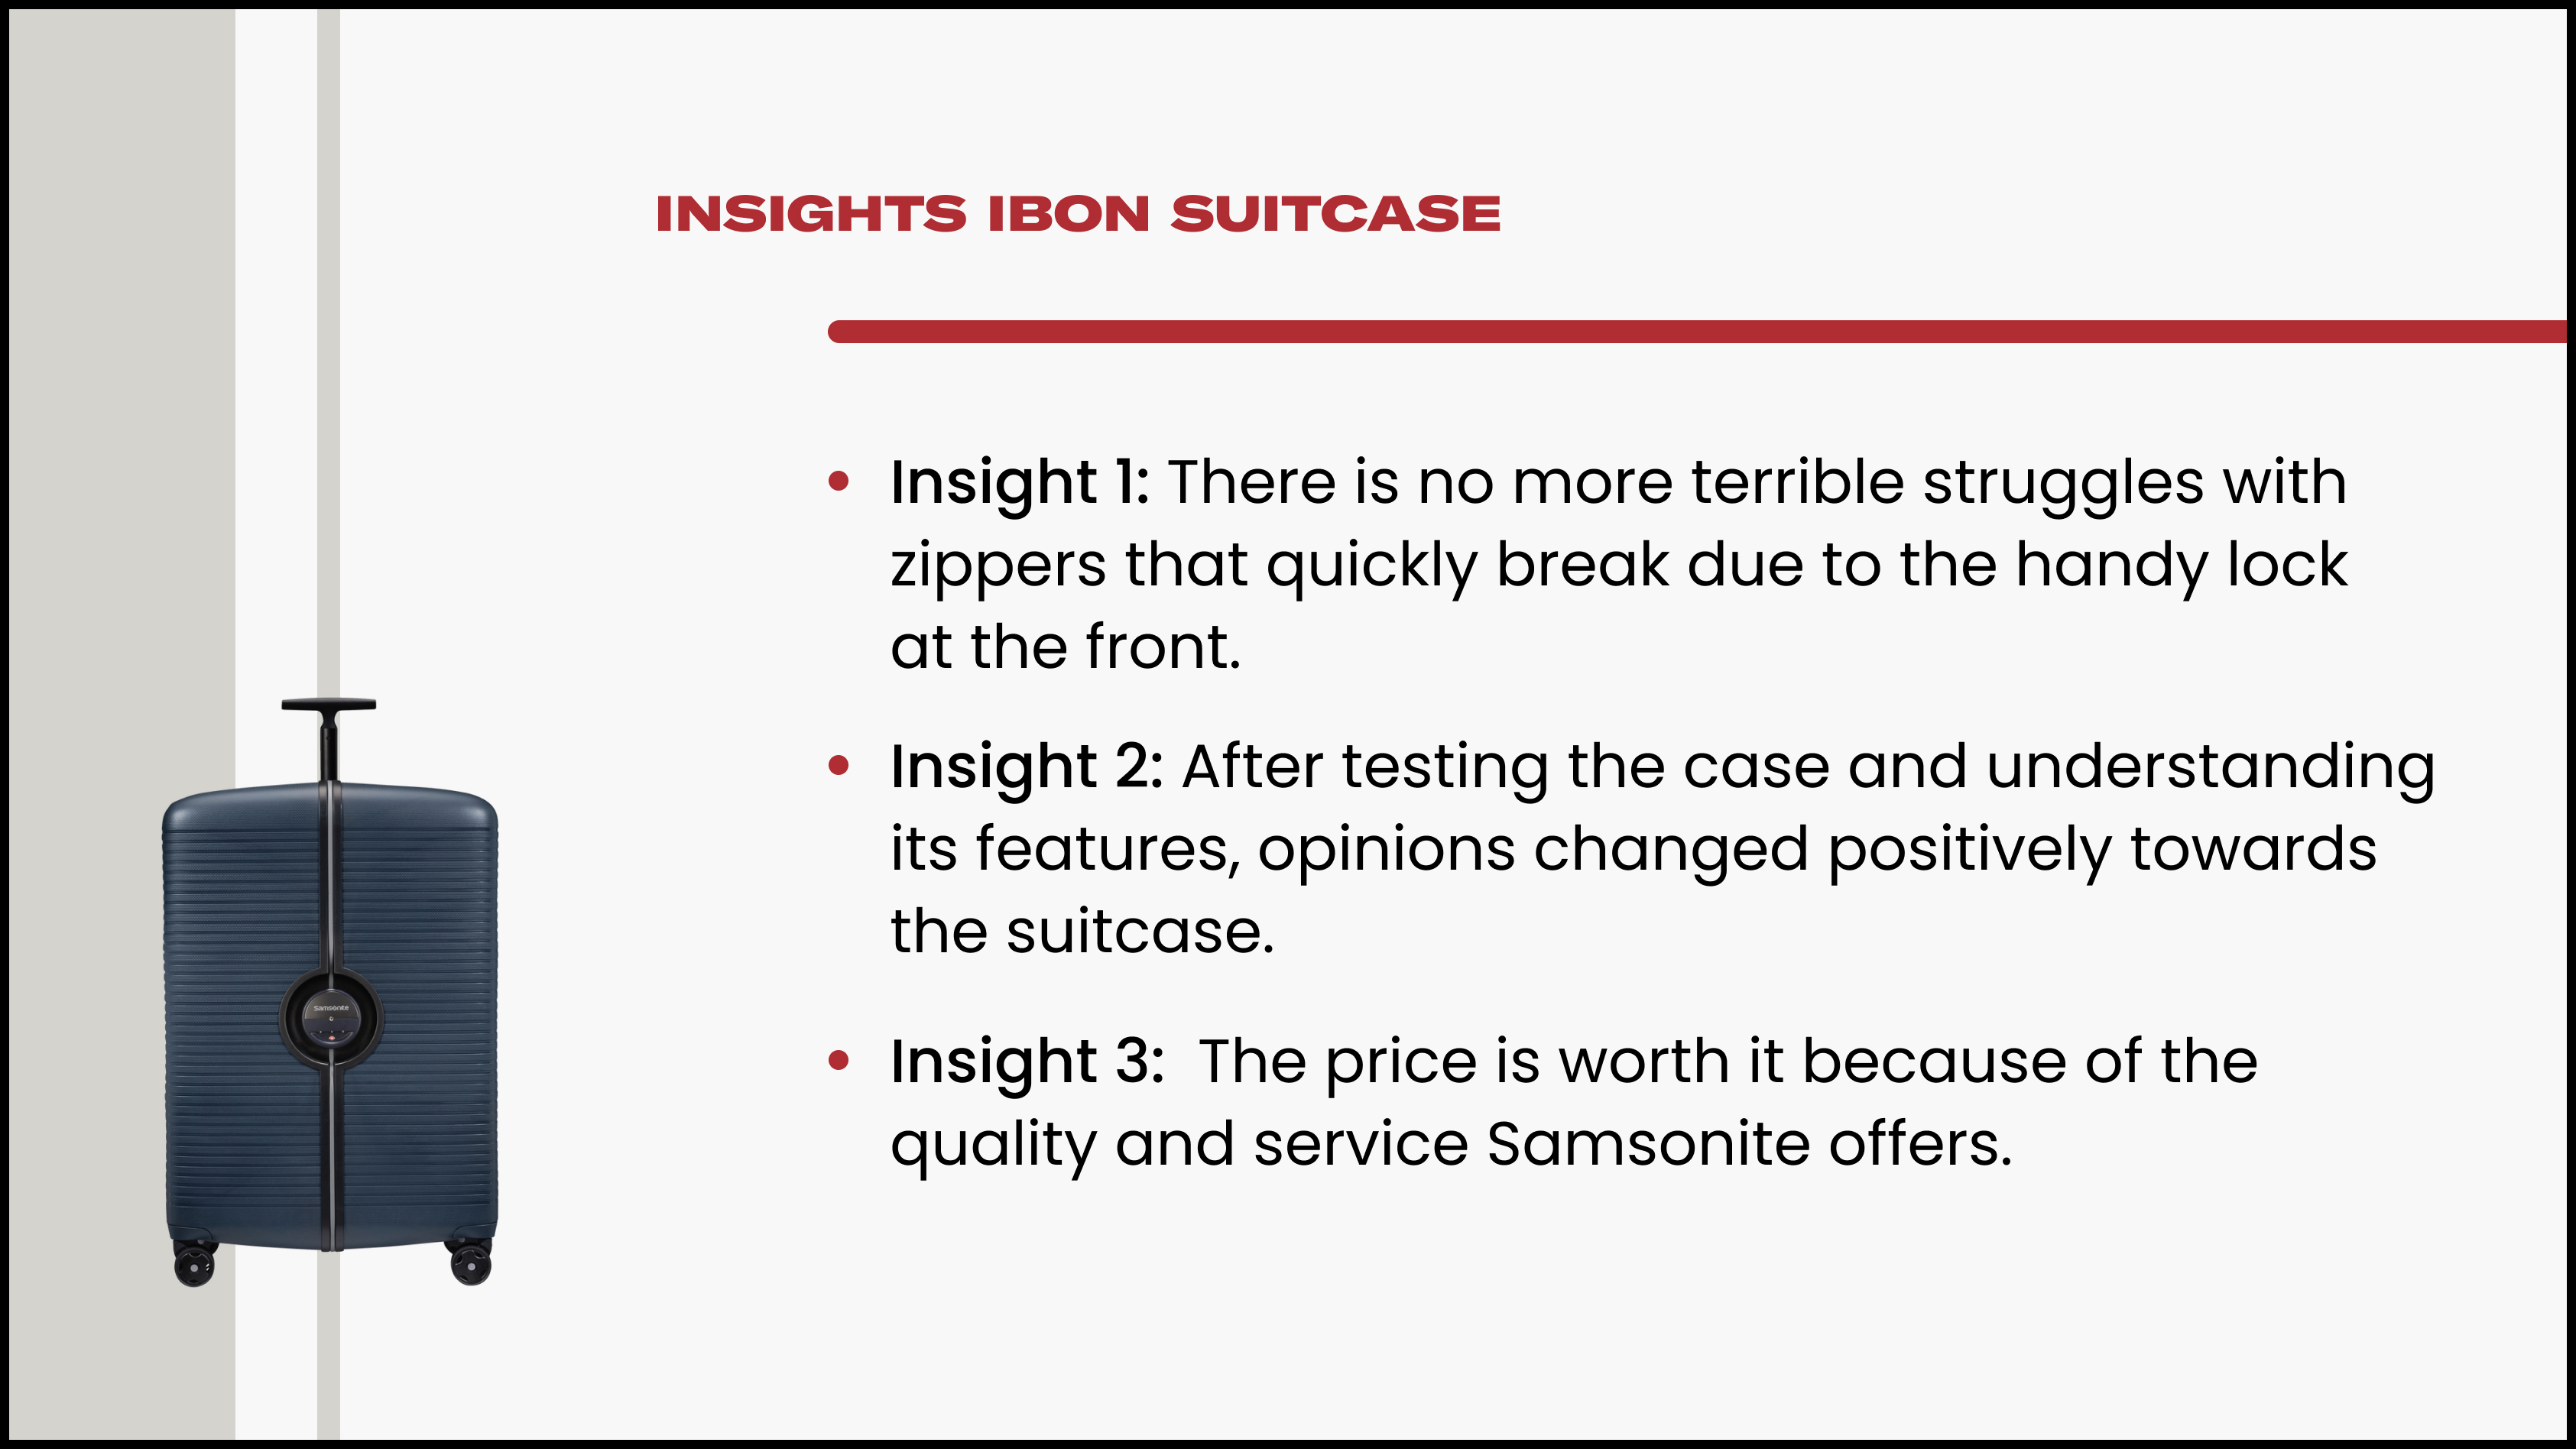 INSIGHTS IBON SUITCASE
• Insight 1: There is no more terrible struggles with
zippers that quickly break due to the handy lock
at the front.
• Insight 2: After testing the case and understanding
its features, opinions changed positively towards
the suitcase.
• Insight 3:  The price is worth it because of the
quality and service Samsonite offers.
Samsonite